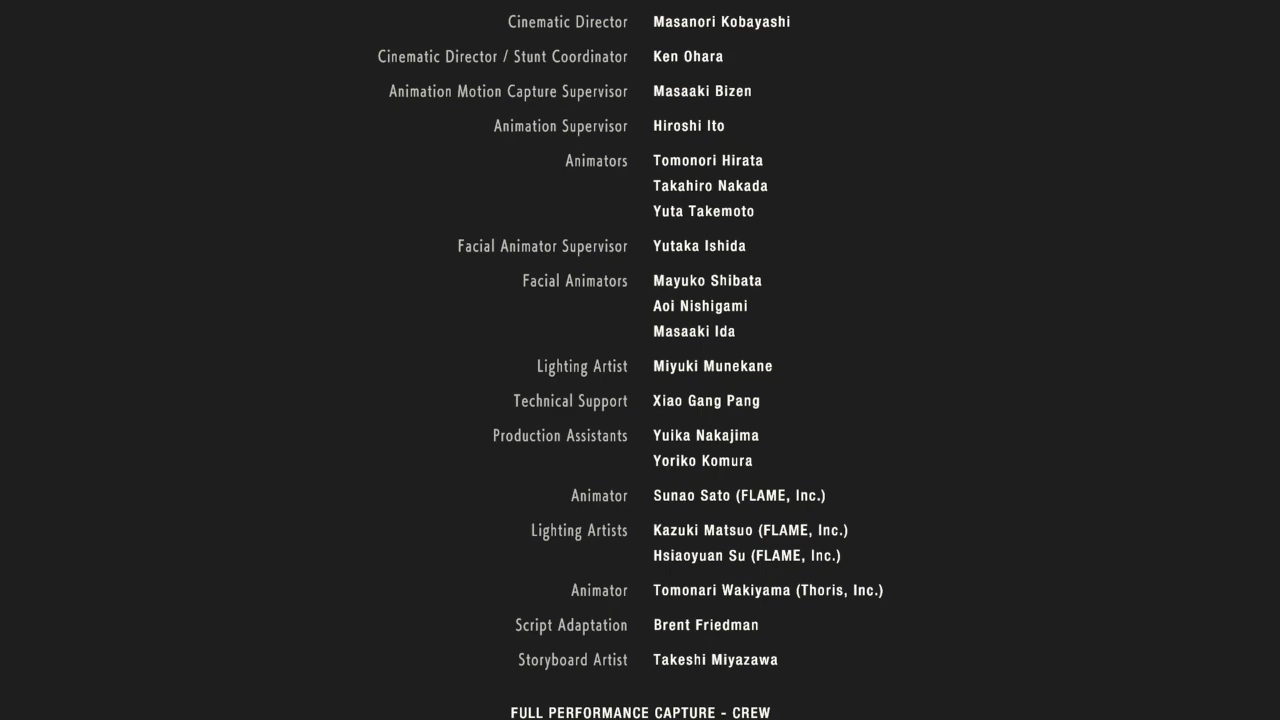 Cinematic Director Masanori Kobayashi
Cinematic Director / Stunt Coordinator Ken Ohara
Animation Motion Capture Supervisor Masaaki Bizen
Animation Supervisor Hiroshi Ito
Animators Tomonori Hirata
Takahiro Nakada
Yuta Takemoto
Facial Animator Supervisor Yutaka Ishida
Facial Animators Mayuko Shibata
Aoi Nishigami
Masaaki Ida
Lighting Artist Miyuki Munekane
Technical Support Xiao Gang Pang
Production Assistants Yuika Nakajima
Yoriko Komura
Animator Sunao Sato (FLAME, Inc.)
Lighting Artists Kazuki Matsuo (FLAME, Inc.)
Hsiaoyuan Su (FLAME, Inc.)
Animator Tomonari Wakiyama (Thoris, Inc.)
Script Adaptation Brent Friedman
Storyboard Artist Takeshi Miyazawa
FULL PERFORMANCE CAPTURE - CREW